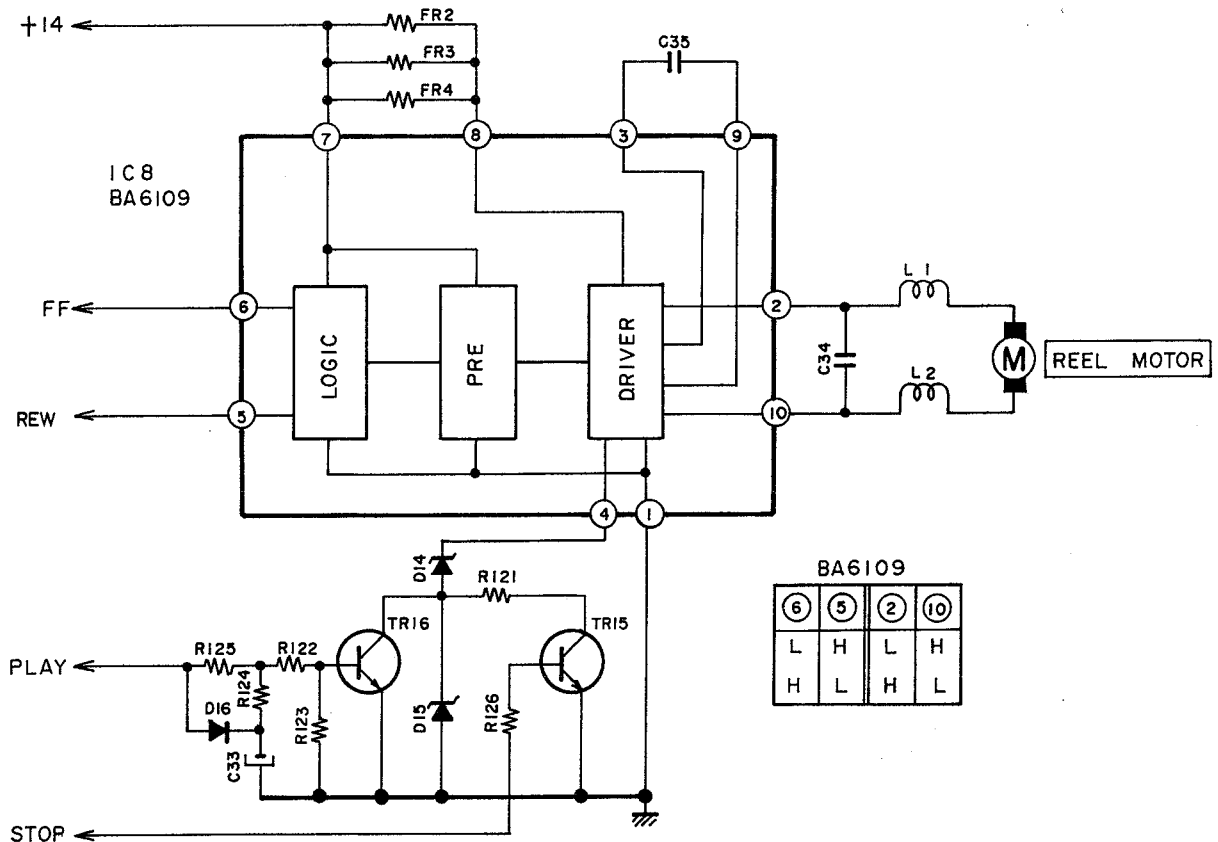 +14
FR2
FR3
FR4
C35
7
8
3
9
IC8
BA6109
FF
6
LOGIC
PRE
DRIVER
2
L1
C34
M
REEL MOTOR
L2
REW
5
10
4
1
D14
R121
TR16
TR15
PLAY
R125
R122
R124
D16
R123
C33
D15
R126
STOP
BA6109
6 5 2 10
L H L H
H L H L